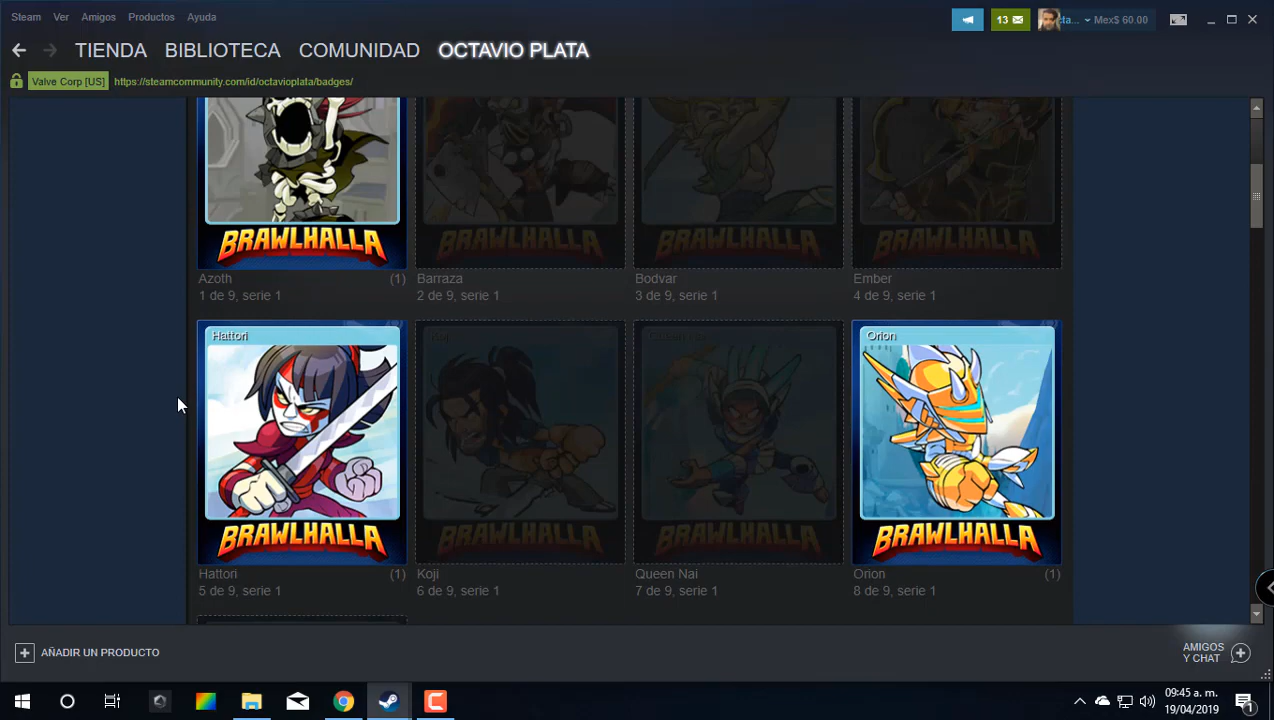 Steam Ver Amigos Productos Ayuda
13 cta... Mex$ 60.00
TIENDA BIBLIOTECA COMUNIDAD OCTAVIO PLATA
Valve Corp [US] https://steamcommunity.com/id/octavioplata/badges/
BRAWLHALLA BRAWLHALLA BRAWLHALLA BRAWLHALLA
Azoth (1) Barraza Bodvar Ember
1 de 9, serie 1 2 de 9, serie 1 3 de 9, serie 1 4 de 9, serie 1
Hattori Koji Queen Nai Orion
BRAWLHALLA BRAWLHALLA BRAWLHALLA BRAWLHALLA
Hattori (1) Koji Queen Nai Orion (1)
5 de 9, serie 1 6 de 9, serie 1 7 de 9, serie 1 8 de 9, serie 1
AÑADIR UN PRODUCTO
AMIGOS
Y CHAT
09:45 a. m.
19/04/2019
1